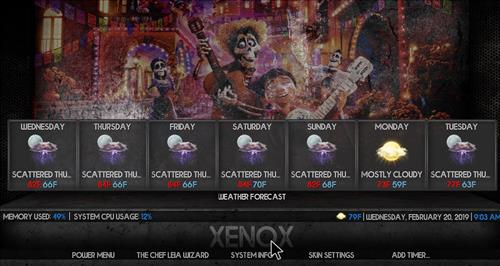 WEDNESDAY THURSDAY FRIDAY SATURDAY SUNDAY MONDAY TUESDAY
SCATTERED THU... SCATTERED THU... SCATTERED THU... SCATTERED THU... SCATTERED THU... MOSTLY CLOUDY SCATTERED THU...
82F 66F 84F 66F 84F 66F 84F 70F 82F 68F 73F 59F 77F 63F
WEATHER FORECAST
MEMORY USED: 49% | SYSTEM CPU USAGE: 12% 79F | WEDNESDAY, FEBRUARY 20, 2019 | 9:03 AM
XENOX
POWER MENU THE CHEF LEIA WIZARD SYSTEM INFO SKIN SETTINGS ADD TIMER...